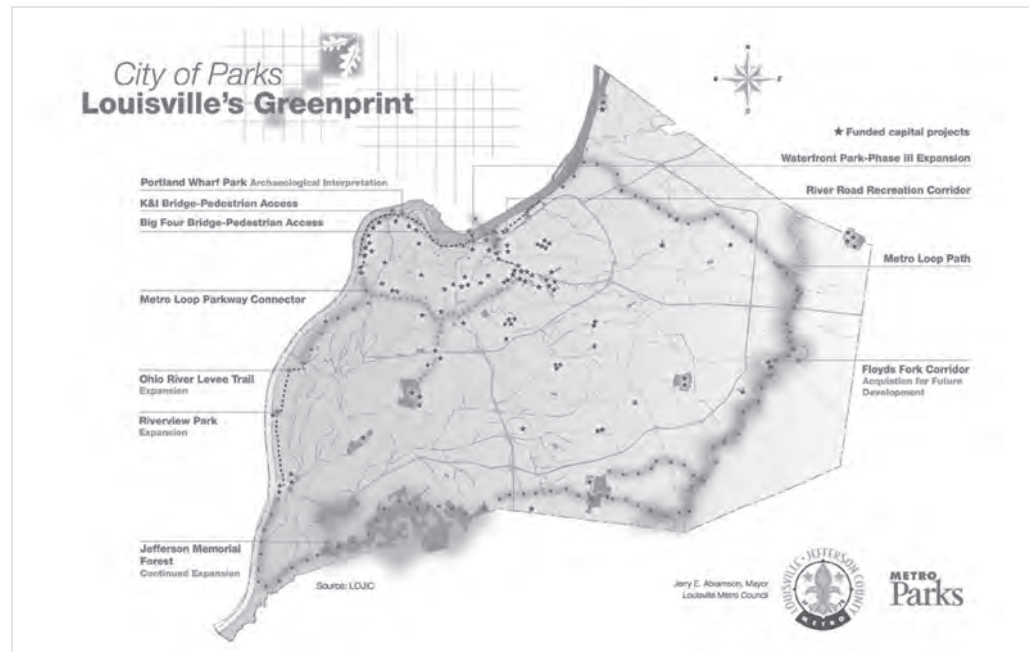 City of Parks
Louisville's Greenprint
N
W
E
S
★ Funded capital projects
Waterfront Park-Phase III Expansion
River Road Recreation Corridor
Metro Loop Path
Floyds Fork Corridor
Acquistion for Future
Development
Portland Wharf Park Archaeological Interpretation
K&I Bridge-Pedestrian Access
Big Four Bridge-Pedestrian Access
Metro Loop Parkway Connector
Ohio River Levee Trail
Expansion
Riverview Park
Expansion
Jefferson Memorial
Forest
Continued Expansion
Source: LOJIC
Jerry E. Abramson, Mayor
Louisville Metro Council
LOUISVILLE • JEFFERSON COUNTY
METRO
METRO
Parks